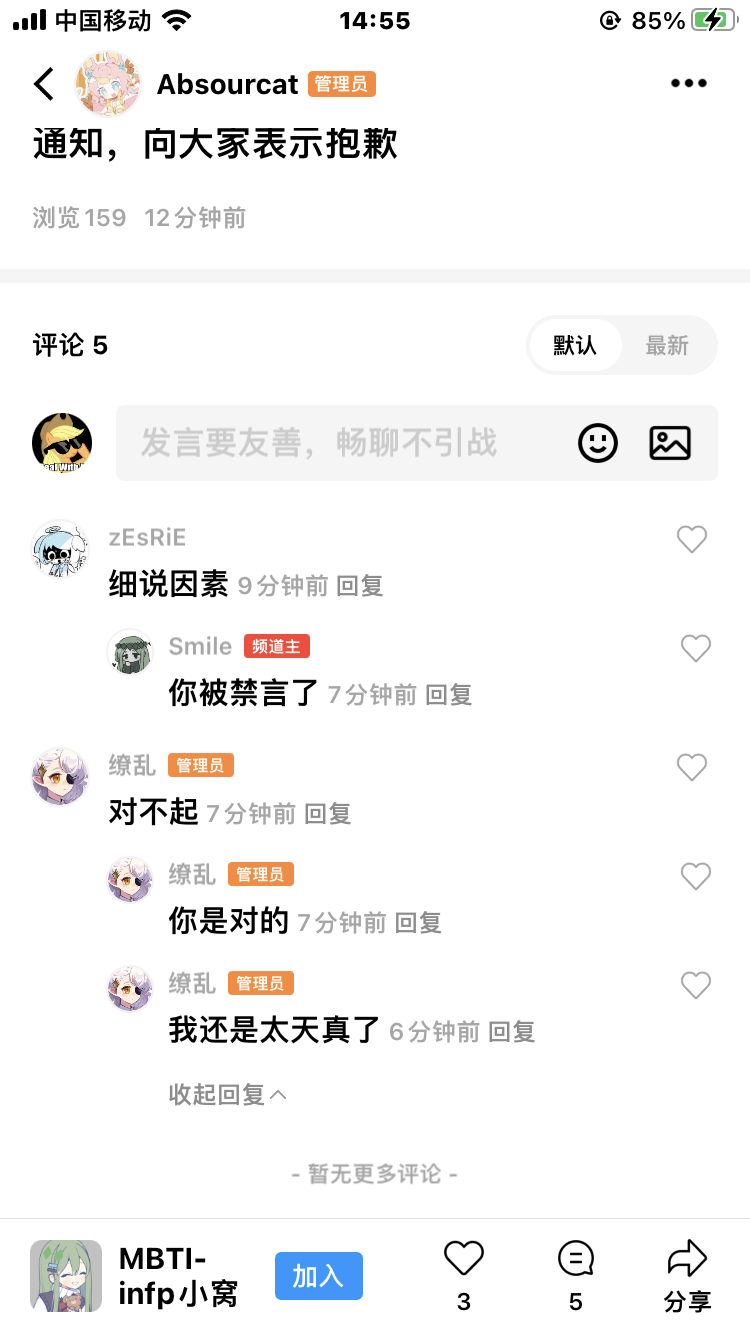 中国移动 14:55 85%
Absourcat 管理员
通知，向大家表示抱歉
浏览159 12分钟前
评论 5 默认 最新
发言要友善，畅聊不引战
zEsRiE
细说因素 9分钟前 回复
Smile 频道主
你被禁言了 7分钟前 回复
缭乱 管理员
对不起 7分钟前 回复
缭乱 管理员
你是对的 7分钟前 回复
缭乱 管理员
我还是太天真了 6分钟前 回复
收起回复
- 暂无更多评论 -
MBTI-
infp小窝
加入
3 5 分享